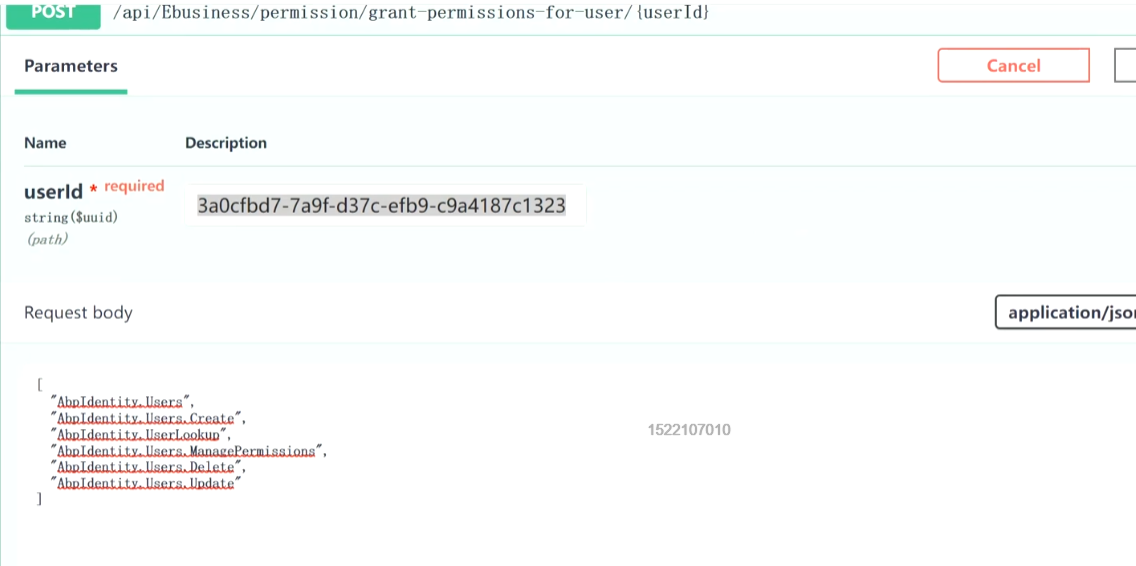 POST /api/Ebusiness/permission/grant-permissions-for-user/{userId}
Parameters
Cancel
Name Description
userId * required
3a0cfbd7-7a9f-d37c-efb9-c9a4187c1323
string($uuid)
(path)
Request body
application/json
[
"AbpIdentity.Users",
"AbpIdentity.Users.Create",
"AbpIdentity.UserLookup",
"AbpIdentity.Users.ManagePermissions",
"AbpIdentity.Users.Delete",
"AbpIdentity.Users.Update"
]
1522107010